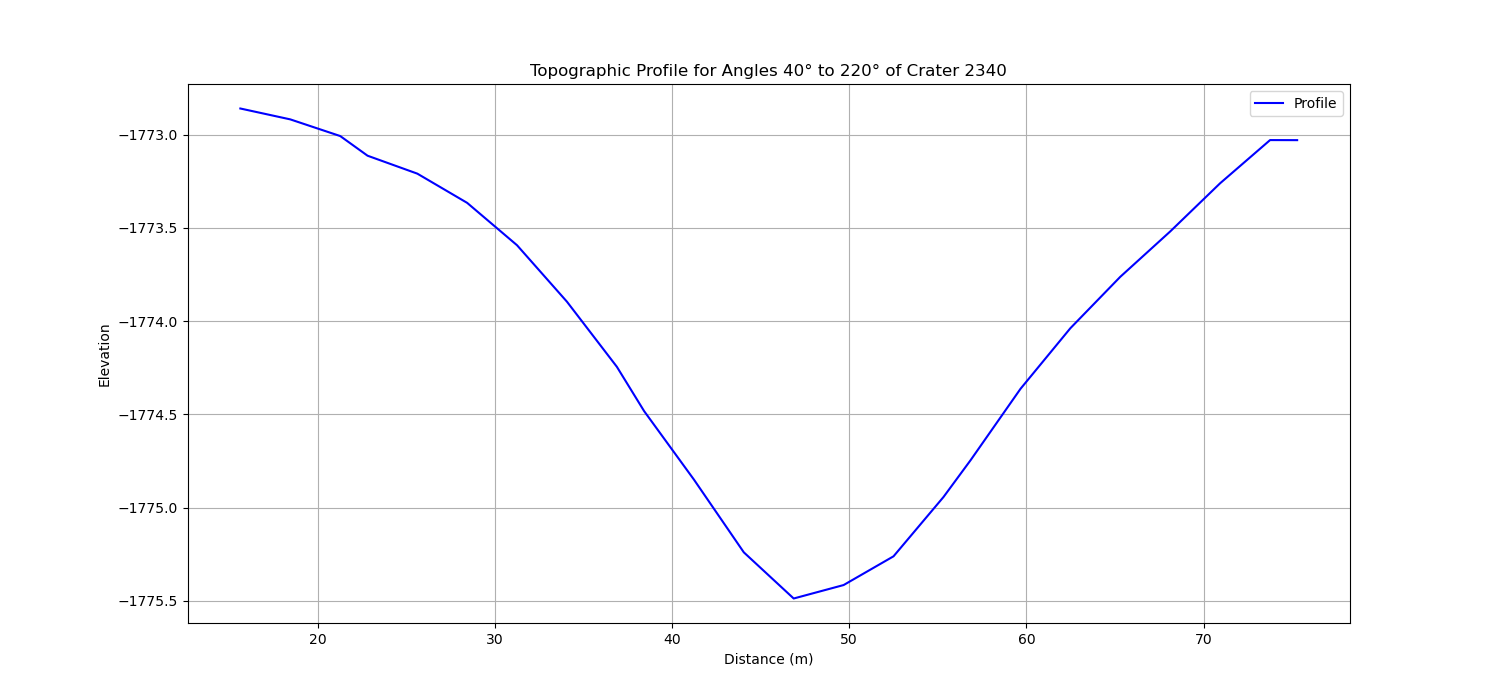 Topographic Profile for Angles 40° to 220° of Crater 2340
Profile
−1773.0
−1773.5
−1774.0
−1774.5
−1775.0
−1775.5
Elevation
20 30 40 50 60 70
Distance (m)